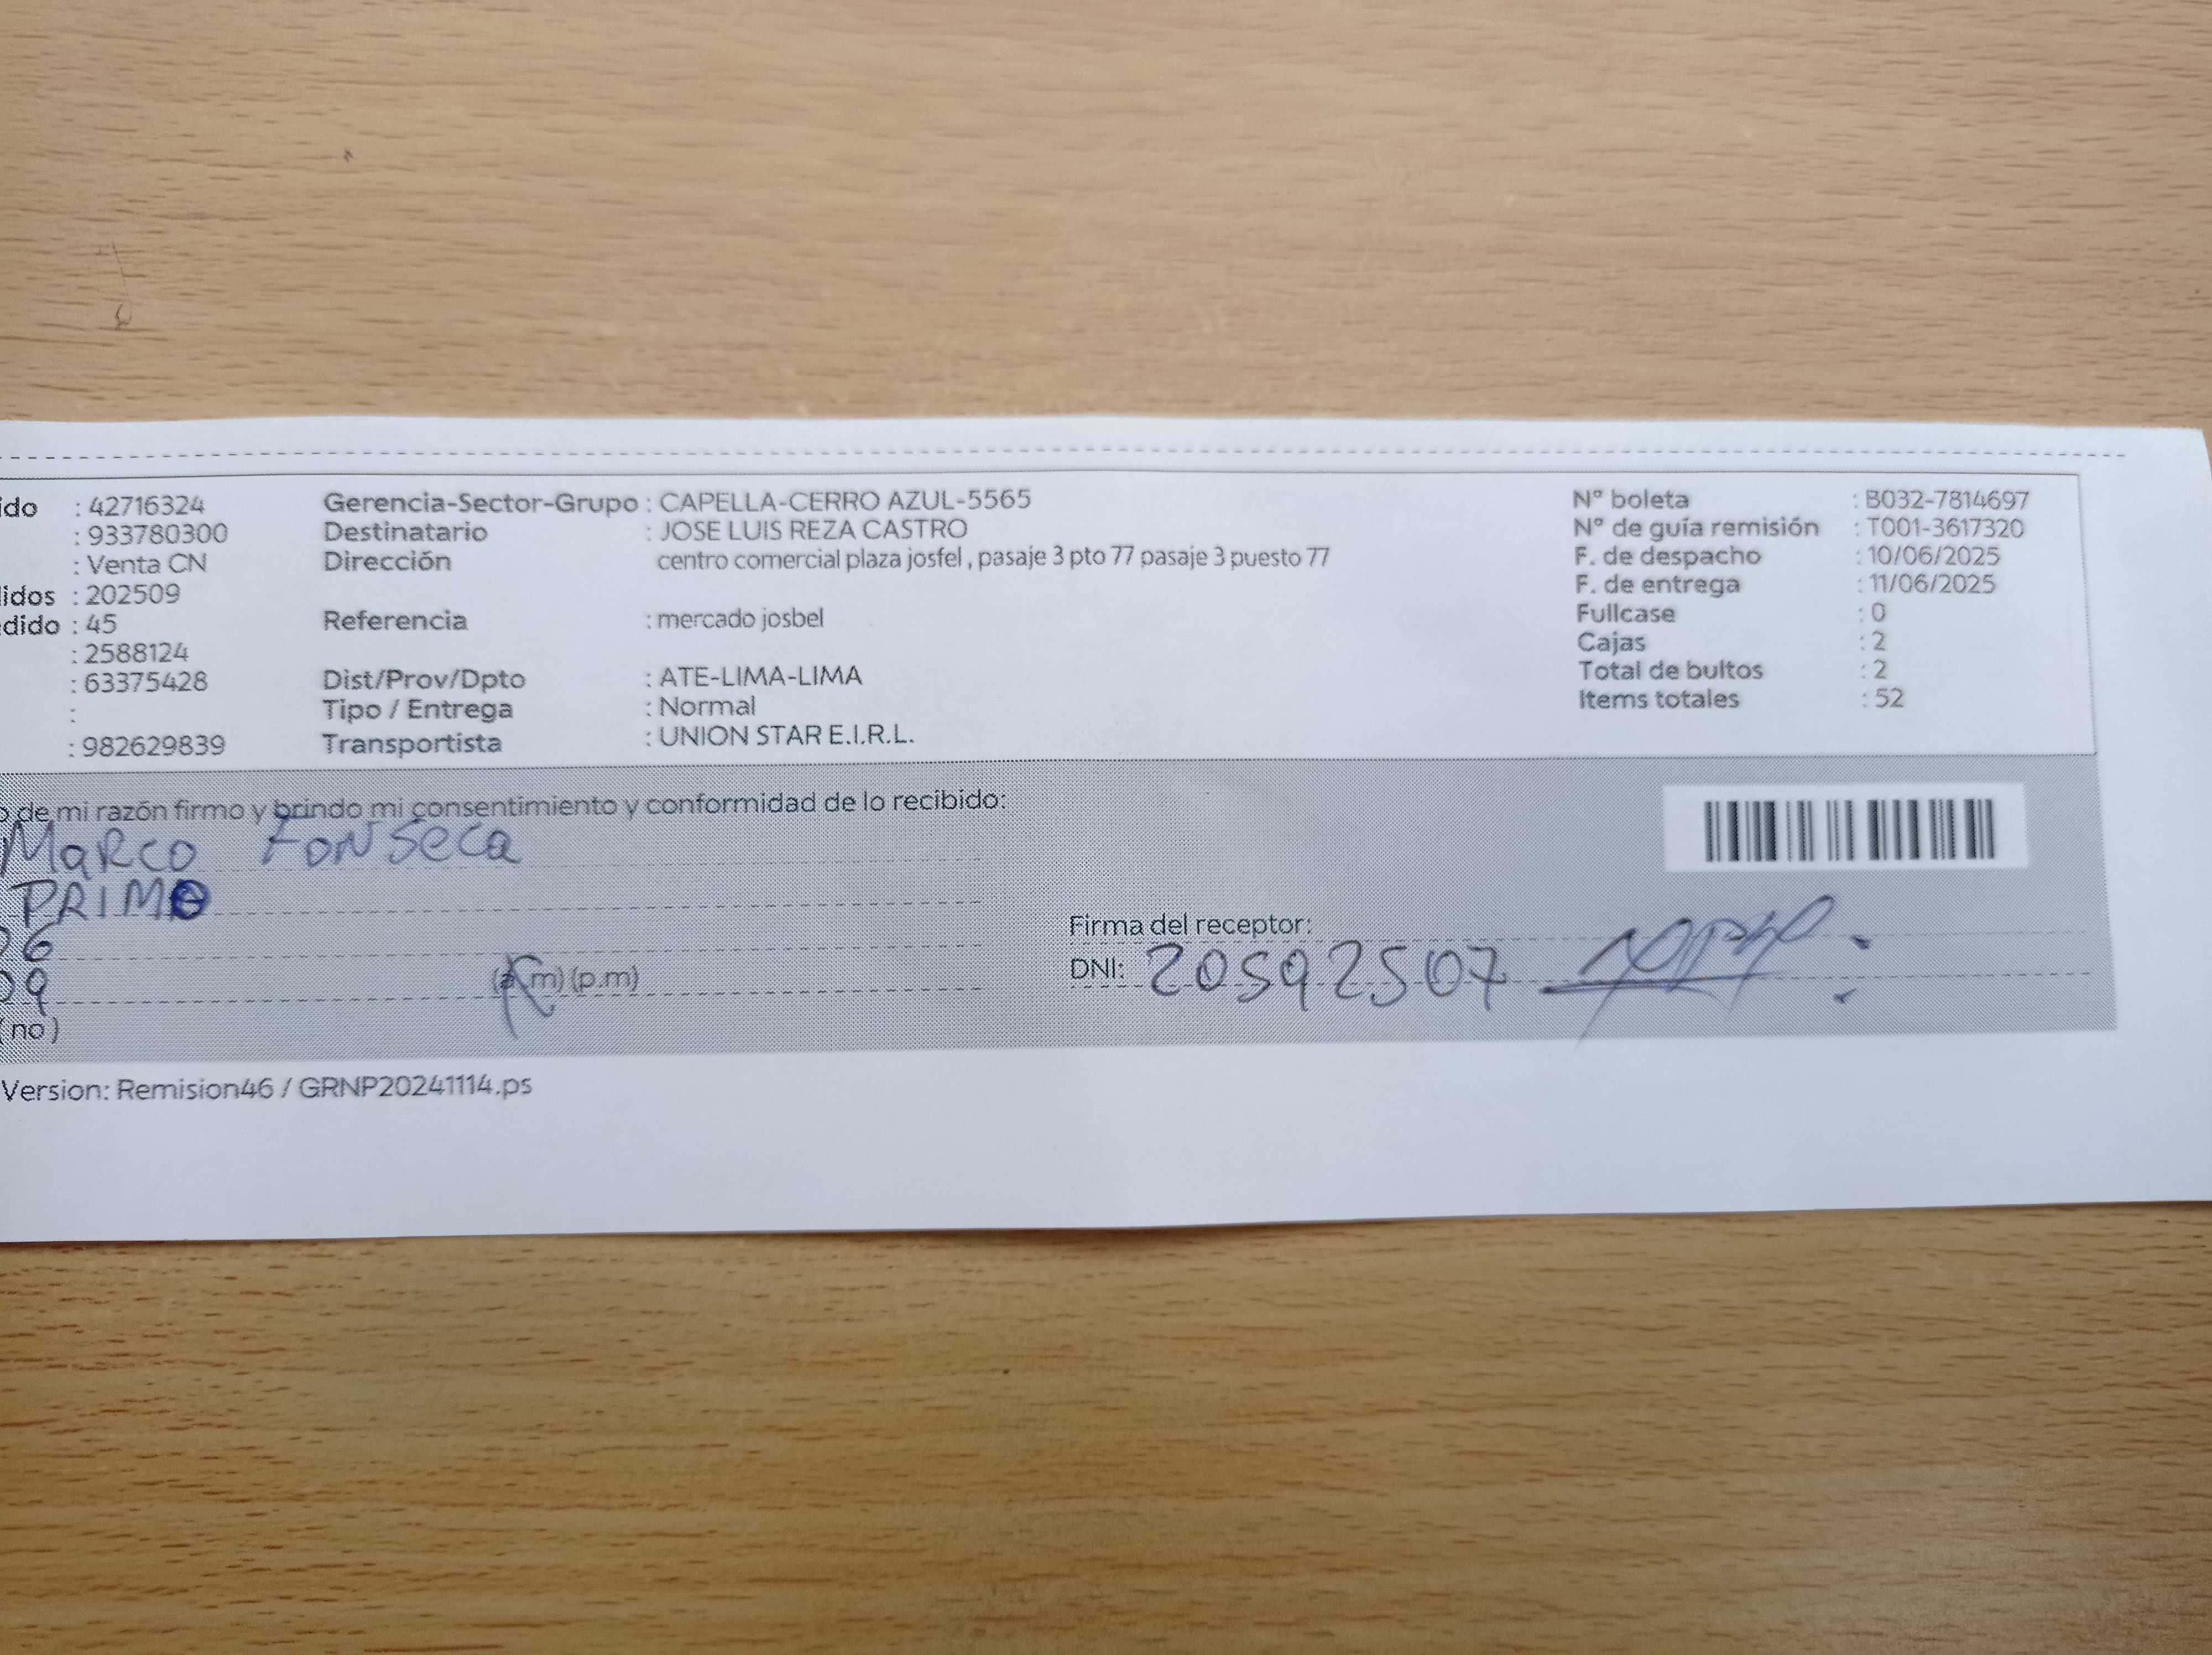 ido : 42716324 Gerencia-Sector-Grupo : CAPELLA-CERRO AZUL-5565 Nº boleta : B032-7814697
: 933780300 Destinatario : JOSE LUIS REZA CASTRO Nº de guía remisión : T001-3617320
: Venta CN Dirección centro comercial plaza josfel , pasaje 3 pto 77 pasaje 3 puesto 77 F. de despacho : 10/06/2025
lidos : 202509 F. de entrega : 11/06/2025
edido : 45 Referencia : mercado josbel Fullcase : 0
: 2588124 Cajas : 2
: 63375428 Dist/Prov/Dpto : ATE-LIMA-LIMA Total de bultos : 2
: Tipo / Entrega : Normal Items totales : 52
: 982629839 Transportista : UNION STAR E.I.R.L.
o de mi razón firmo y brindo mi consentimiento y conformidad de lo recibido:
Marco Fonseca
PRIMO
06 Firma del receptor:
09 (a.m) (p.m) DNI: 20592507
(no)
Version: Remision46 / GRNP20241114.ps